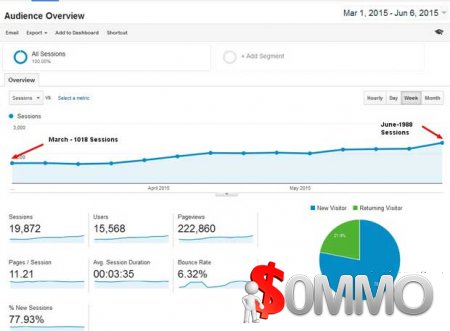 Audience Overview
Mar 1, 2015 - Jun 6, 2015
Email Export Add to Dashboard Shortcut
All Sessions
100.00%
+ Add Segment
Overview
Sessions VS Select a metric
Hourly Day Week Month
Sessions
3,000
March - 1018 Sessions
June-1988
Sessions
April 2015 May 2015
New Visitor Returning Visitor
Sessions
19,872
Users
15,568
Pageviews
222,860
Pages / Session
11.21
Avg. Session Duration
00:03:35
Bounce Rate
6.32%
% New Sessions
77.93%
$0MMO